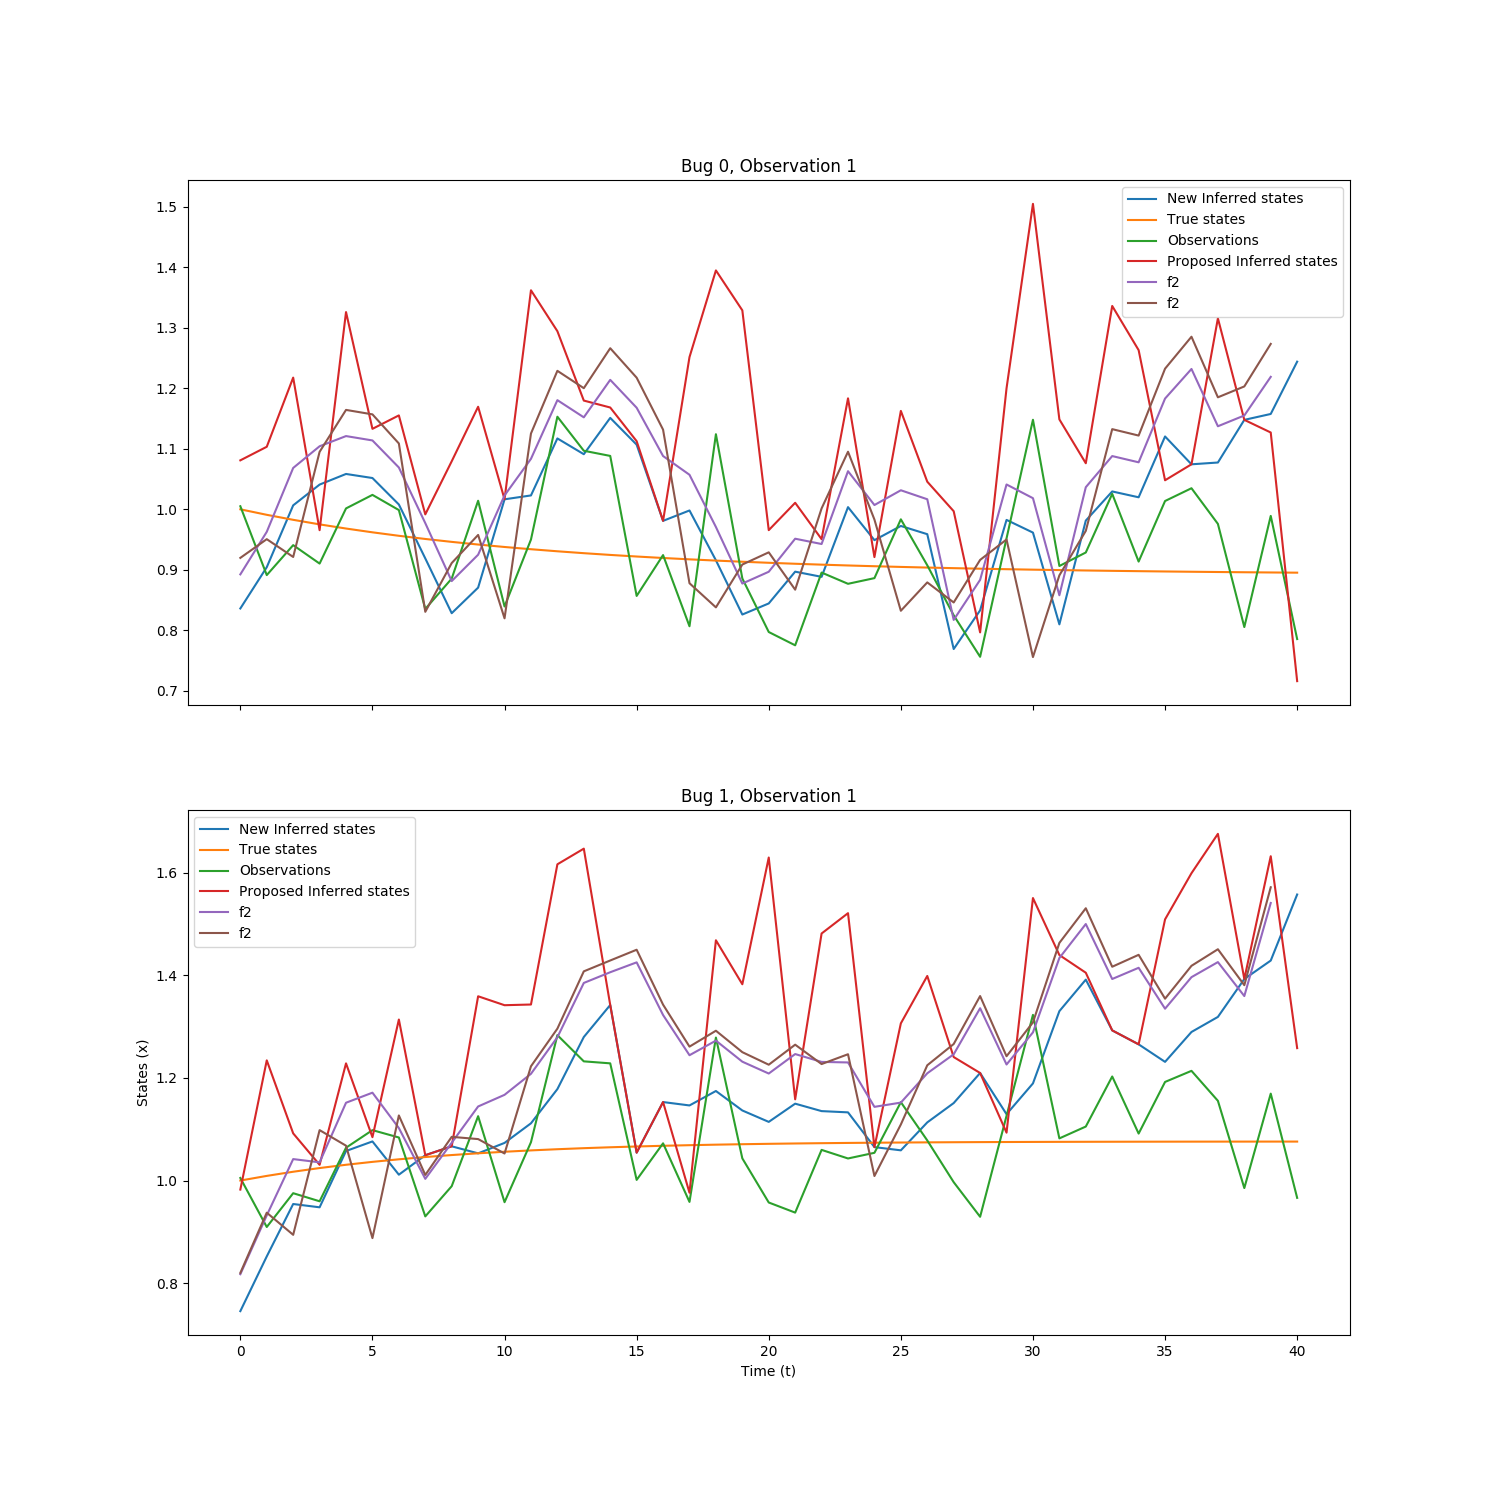 Bug 0, Observation 1
1.5
1.4
1.3
1.2
1.1
1.0
0.9
0.8
0.7
New Inferred states
True states
Observations
Proposed Inferred states
f2
f2
Bug 1, Observation 1
1.6
1.4
1.2
1.0
0.8
States (x)
New Inferred states
True states
Observations
Proposed Inferred states
f2
f2
0 5 10 15 20 25 30 35 40
Time (t)